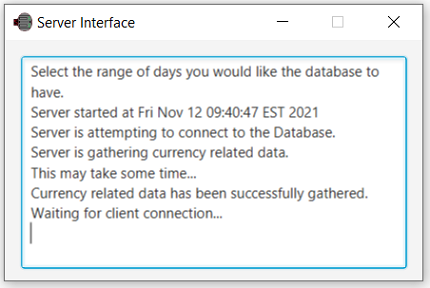 Server Interface
Select the range of days you would like the database to
have.
Server started at Fri Nov 12 09:40:47 EST 2021
Server is attempting to connect to the Database.
Server is gathering currency related data.
This may take some time...
Currency related data has been successfully gathered.
Waiting for client connection...